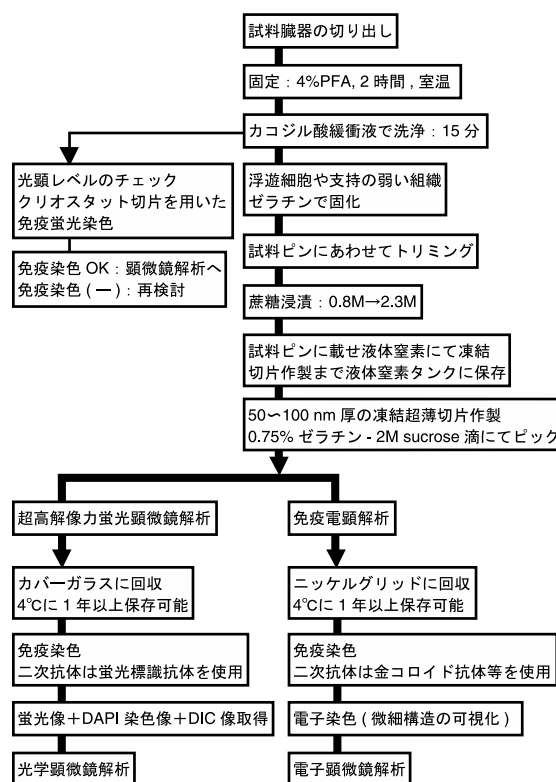 試料臓器の切り出し
固定：4%PFA, 2 時間 , 室温
カコジル酸緩衝液で洗浄：15 分
光顕レベルのチェック
クリオスタット切片を用いた
免疫蛍光染色
免疫染色 OK：顕微鏡解析へ
免疫染色 ( ー )：再検討
浮遊細胞や支持の弱い組織
ゼラチンで固化
試料ピンにあわせてトリミング
蔗糖浸漬：0.8M→2.3M
試料ピンに載せ液体窒素にて凍結
切片作製まで液体窒素タンクに保存
50〜100 nm 厚の凍結超薄切片作製
0.75% ゼラチン - 2M sucrose 滴にてピック
超高解像力蛍光顕微鏡解析
カバーガラスに回収
4℃に 1 年以上保存可能
免疫染色
二次抗体は蛍光標識抗体を使用
蛍光像＋DAPI 染色像＋DIC 像取得
光学顕微鏡解析
免疫電顕解析
ニッケルグリッドに回収
4℃に 1 年以上保存可能
免疫染色
二次抗体は金コロイド抗体等を使用
電子染色 ( 微細構造の可視化 )
電子顕微鏡解析